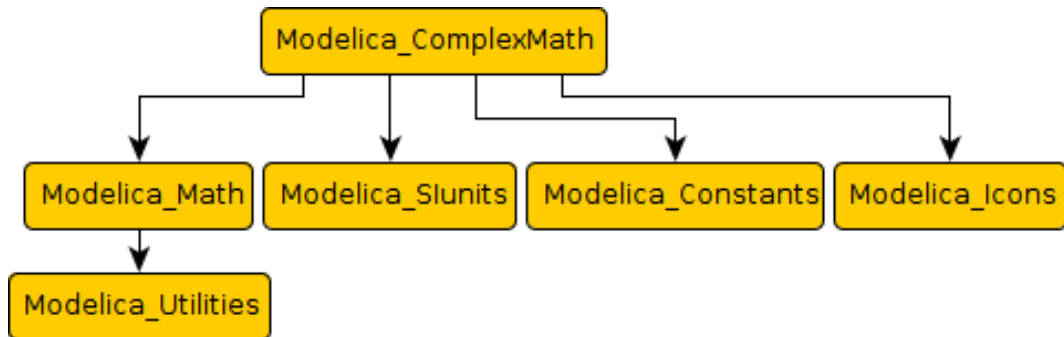 Modelica_ComplexMath
Modelica_Math
Modelica_SIunits
Modelica_Constants
Modelica_Icons
Modelica_Utilities